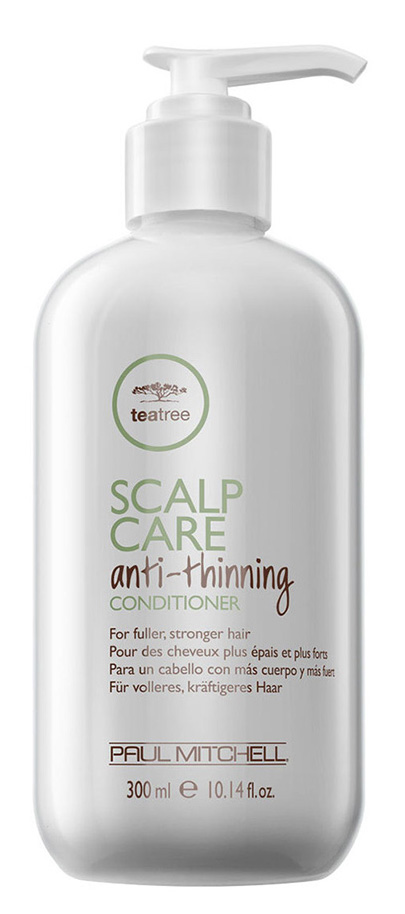 teatree
SCALP
CARE
anti-thinning
CONDITIONER
For fuller, stronger hair
Pour des cheveux plus épais et plus forts
Para un cabello con más cuerpo y más fuert
Für volleres, kräftigeres Haar
PAUL MITCHELL®
300 ml ℮ 10.14 fl. oz.